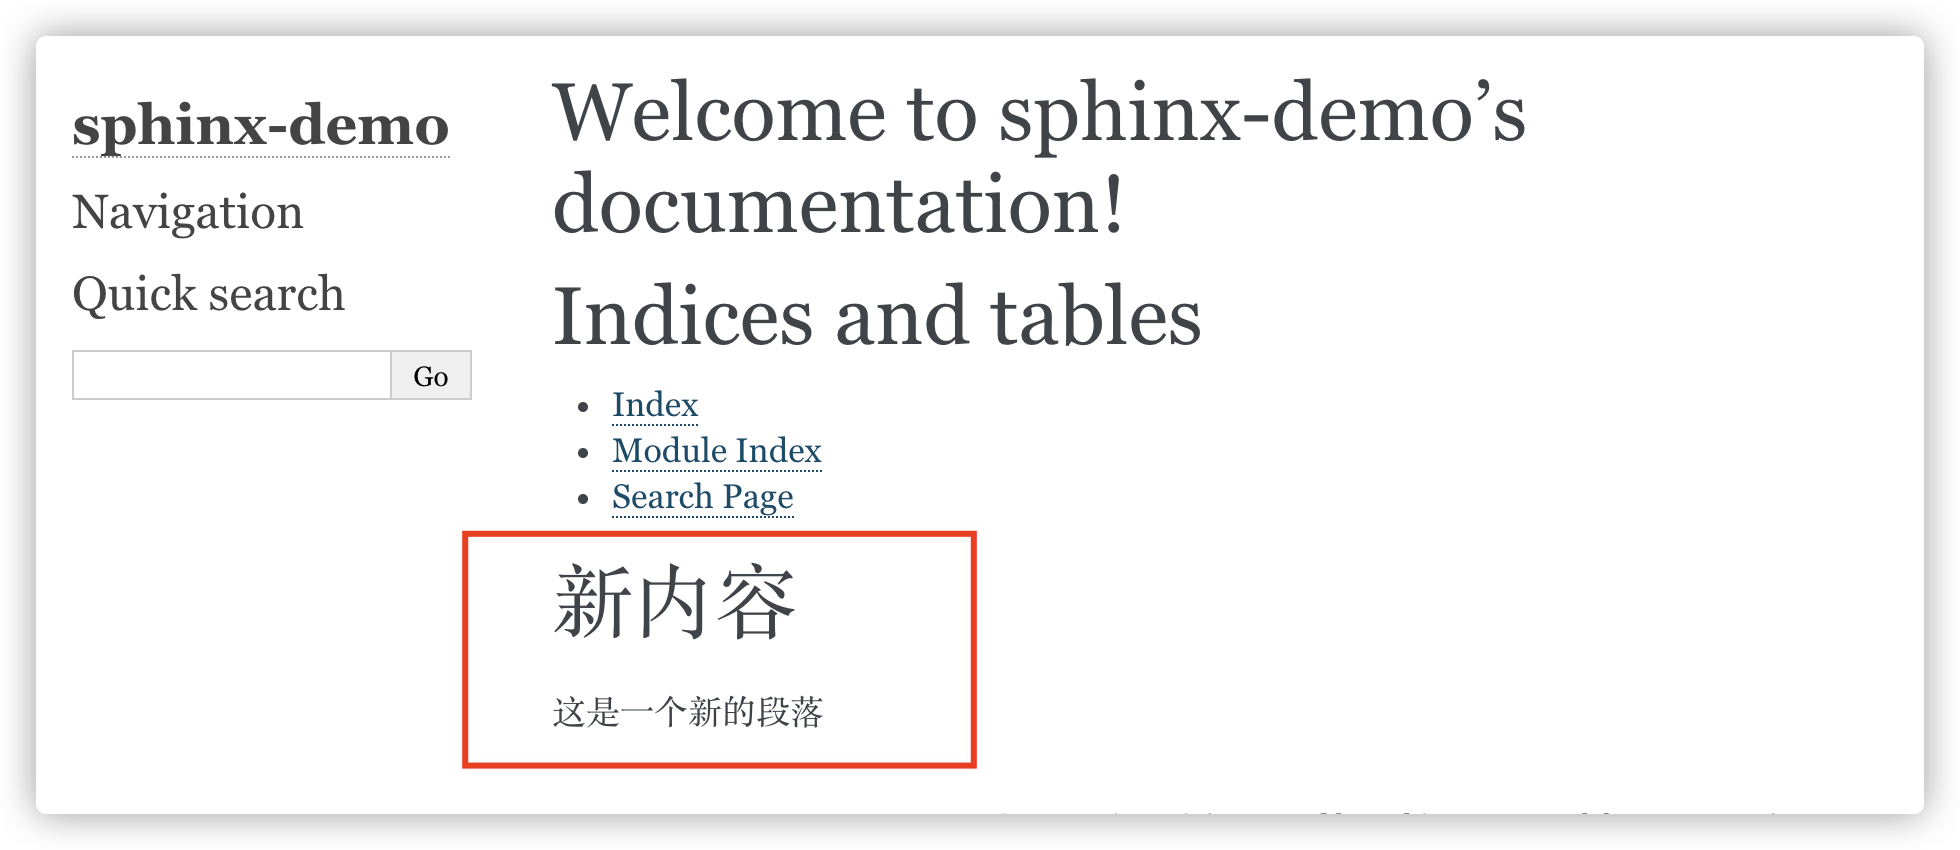 sphinx-demo
Navigation
Quick search
Go
Welcome to sphinx-demo’s
documentation!
Indices and tables
Index
Module Index
Search Page
新内容
这是一个新的段落